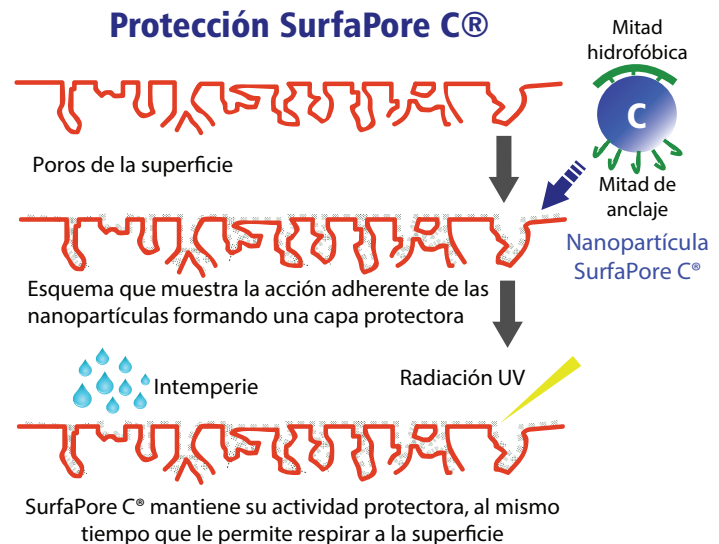 Protección SurfaPore C®
Mitad
hidrofóbica
C
Poros de la superficie
Mitad de
anclaje
Nanopartícula
SurfaPore C®
Esquema que muestra la acción adherente de las
nanopartículas formando una capa protectora
Intemperie
Radiación UV
SurfaPore C® mantiene su actividad protectora, al mismo
tiempo que le permite respirar a la superficie